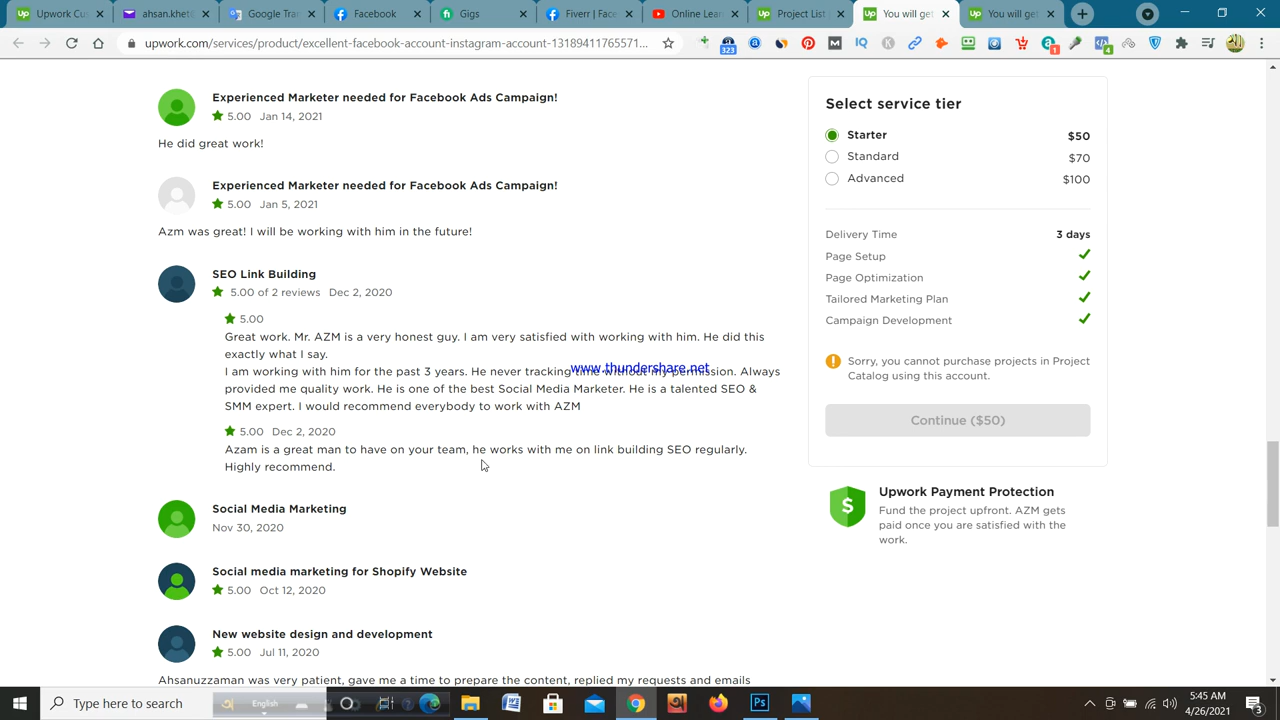 Upwork Cus
ahsan.khetd
Google Tra
Facebook
Gigs
Fiverr | Face
Online Lear
Project List
You will get
You will get
upwork.com/services/product/excellent-facebook-account-instagram-account-13189411765571...
323
1
4
Experienced Marketer needed for Facebook Ads Campaign!
5.00 Jan 14, 2021
He did great work!
Experienced Marketer needed for Facebook Ads Campaign!
5.00 Jan 5, 2021
Azm was great! I will be working with him in the future!
SEO Link Building
5.00 of 2 reviews Dec 2, 2020
5.00
Great work. Mr. AZM is a very honest guy. I am very satisfied with working with him. He did this
exactly what I say.
www.thundershare.net
I am working with him for the past 3 years. He never tracking time without my permission. Always
provided me quality work. He is one of the best Social Media Marketer. He is a talented SEO &
SMM expert. I would recommend everybody to work with AZM
5.00 Dec 2, 2020
Azam is a great man to have on your team, he works with me on link building SEO regularly.
Highly recommend.
Social Media Marketing
Nov 30, 2020
Social media marketing for Shopify Website
5.00 Oct 12, 2020
New website design and development
5.00 Jul 11, 2020
Ahsanuzzaman was very patient, gave me a time to prepare the content, replied my requests and emails
Select service tier
Starter $50
Standard $70
Advanced $100
Delivery Time 3 days
Page Setup
Page Optimization
Tailored Marketing Plan
Campaign Development
Sorry, you cannot purchase projects in Project
Catalog using this account.
Continue ($50)
Upwork Payment Protection
Fund the project upfront. AZM gets
paid once you are satisfied with the
work.
Type here to search
English
5:45 AM
4/26/2021
3